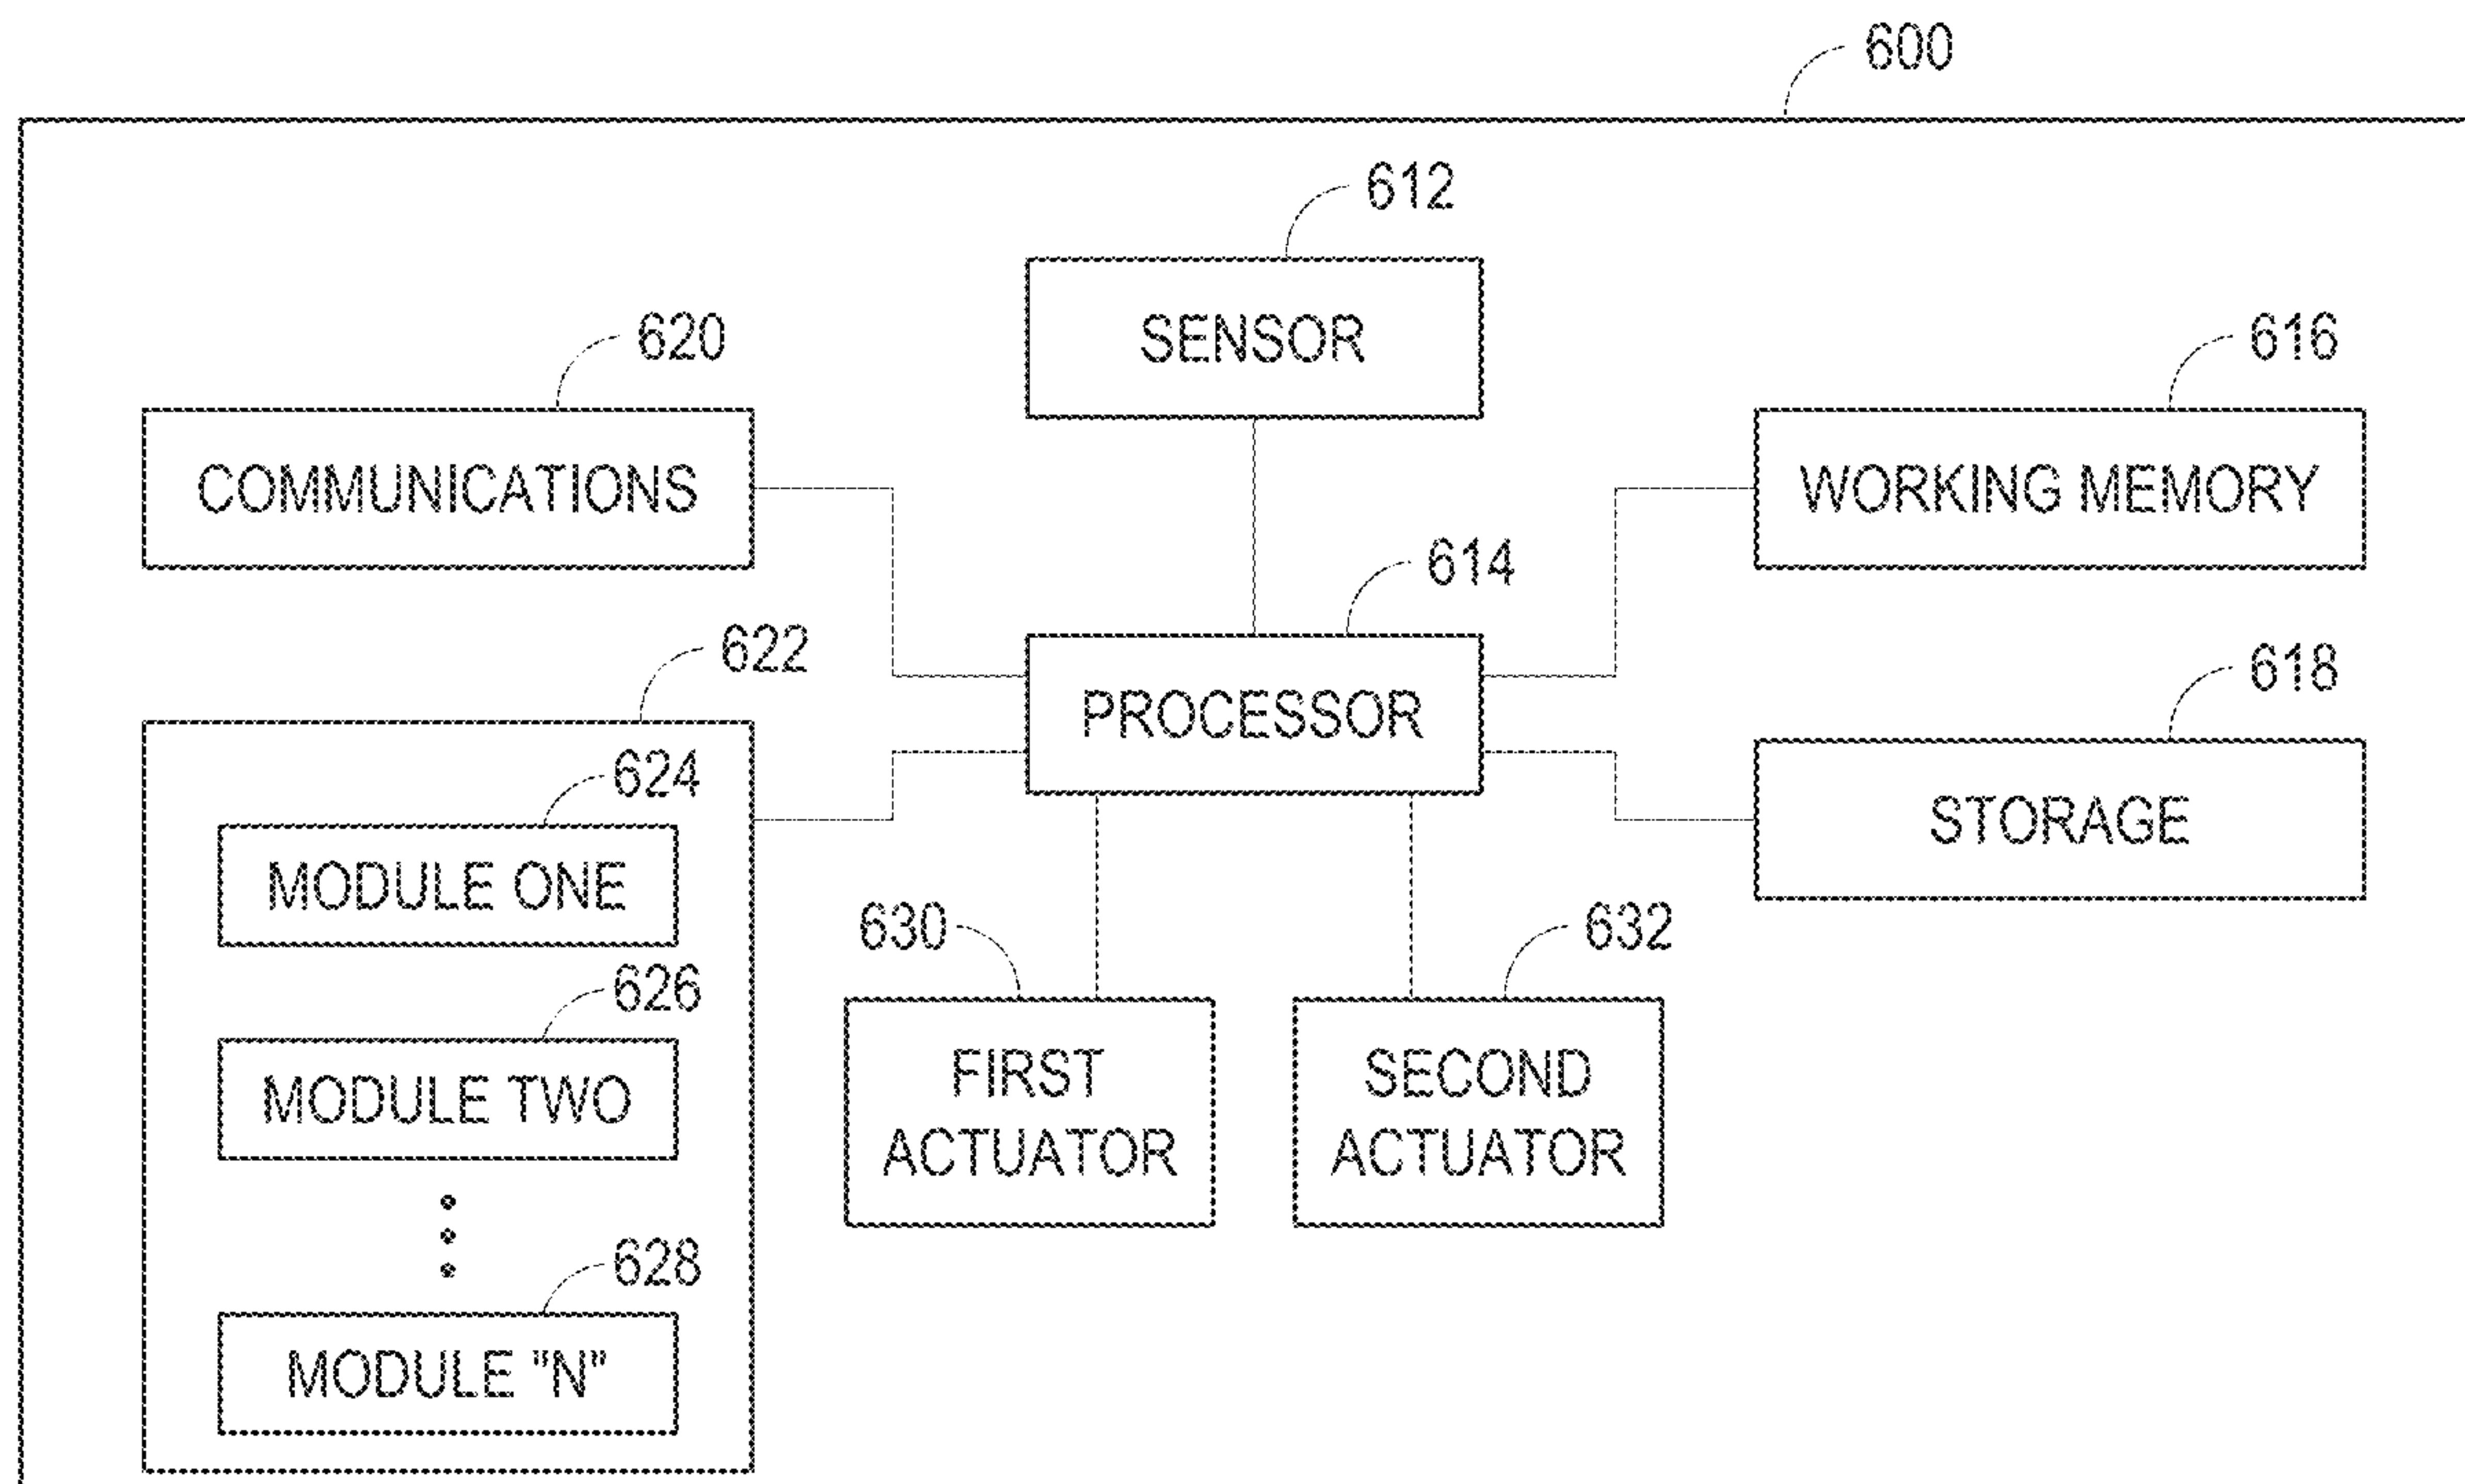 600
612
SENSOR
620
616
COMMUNICATIONS
WORKING MEMORY
614
622
618
PROCESSOR
624
STORAGE
MODULE ONE
630
632
626
FIRST
ACTUATOR
SECOND
ACTUATOR
MODULE TWO
628
MODULE "N"